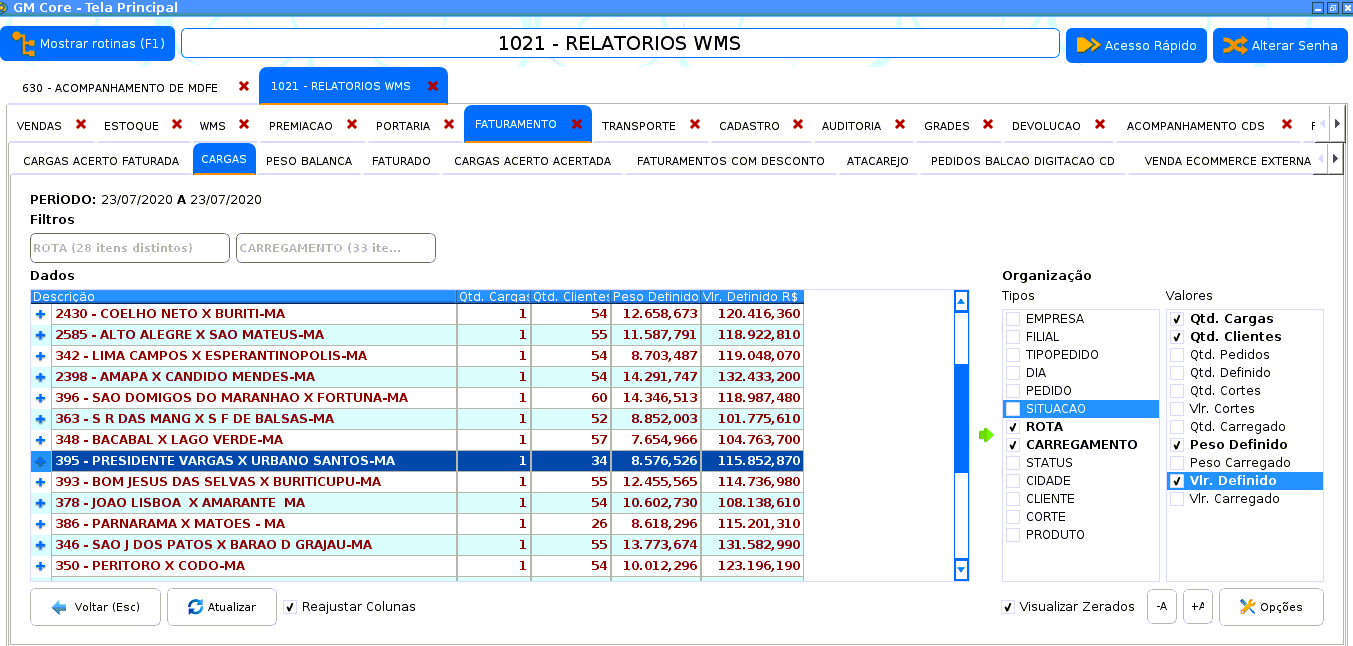 GM Core - Tela Principal
Mostrar rotinas (F1)
1021 - RELATORIOS WMS
Acesso Rápido
Alterar Senha
630 - ACOMPANHAMENTO DE MDFE
1021 - RELATORIOS WMS
VENDAS ESTOQUE WMS PREMIACAO PORTARIA FATURAMENTO TRANSPORTE CADASTRO AUDITORIA GRADES DEVOLUCAO ACOMPANHAMENTO CDS
CARGAS ACERTO FATURADA CARGAS PESO BALANCA FATURADO CARGAS ACERTO ACERTADA FATURAMENTOS COM DESCONTO ATACAREJO PEDIDOS BALCAO DIGITACAO CD VENDA ECOMMERCE EXTERNA
PERÍODO: 23/07/2020 A 23/07/2020
Filtros
ROTA (28 itens distintos) CARREGAMENTO (33 ite...
Dados
Descrição Qtd. Cargas Qtd. Clientes Peso Definido Vlr. Definido R$
2430 - COELHO NETO X BURITI-MA 1 54 12.658,673 120.416,360
2585 - ALTO ALEGRE X SAO MATEUS-MA 1 55 11.587,791 118.922,810
342 - LIMA CAMPOS X ESPERANTINOPOLIS-MA 1 54 8.703,487 119.048,070
2398 - AMAPA X CANDIDO MENDES-MA 1 54 14.291,747 132.433,200
396 - SAO DOMIGOS DO MARANHAO X FORTUNA-MA 1 60 14.346,513 118.987,480
363 - S R DAS MANG X S F DE BALSAS-MA 1 52 8.852,003 101.775,610
348 - BACABAL X LAGO VERDE-MA 1 57 7.654,966 104.763,700
395 - PRESIDENTE VARGAS X URBANO SANTOS-MA 1 34 8.576,526 115.852,870
393 - BOM JESUS DAS SELVAS X BURITICUPU-MA 1 55 12.455,565 114.736,980
378 - JOAO LISBOA X AMARANTE MA 1 54 10.602,730 108.138,610
386 - PARNARAMA X MATOES - MA 1 26 8.618,296 115.201,310
346 - SAO J DOS PATOS X BARAO D GRAJAU-MA 1 55 13.773,674 131.582,990
350 - PERITORO X CODO-MA 1 54 10.012,296 123.196,190
Organização
Tipos
EMPRESA
FILIAL
TIPOPEDIDO
DIA
PEDIDO
SITUACAO
ROTA
CARREGAMENTO
STATUS
CIDADE
CLIENTE
CORTE
PRODUTO
Valores
Qtd. Cargas
Qtd. Clientes
Qtd. Pedidos
Qtd. Definido
Qtd. Cortes
Vlr. Cortes
Qtd. Carregado
Peso Definido
Peso Carregado
Vlr. Definido
Vlr. Carregado
Voltar (Esc) Atualizar Reajustar Colunas
Visualizar Zerados -A +A Opções